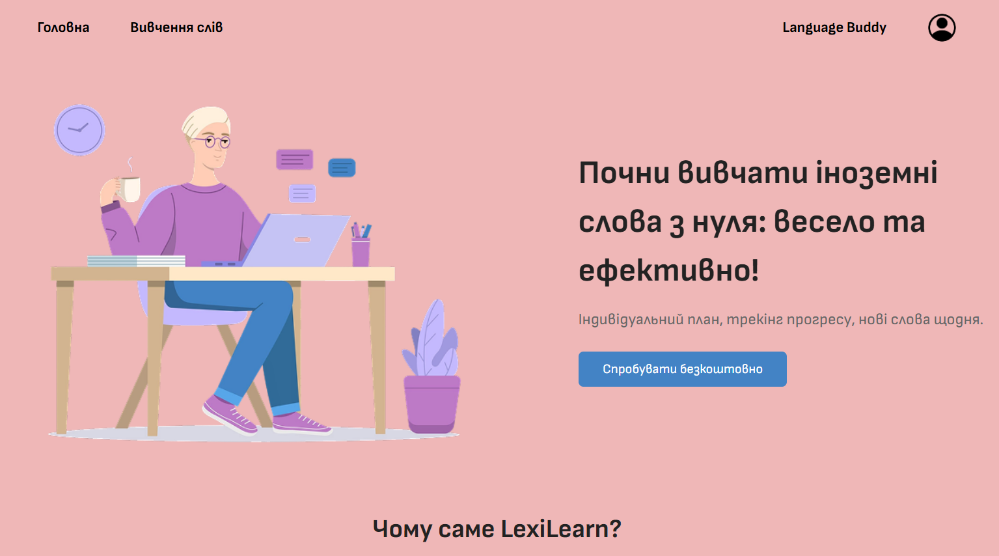 Головна
Вивчення слів
Language Buddy
Почни вивчати іноземні
слова з нуля: весело та
ефективно!
Індивідуальний план, трекінг прогресу, нові слова щодня.
Спробувати безкоштовно
Чому саме LexiLearn?